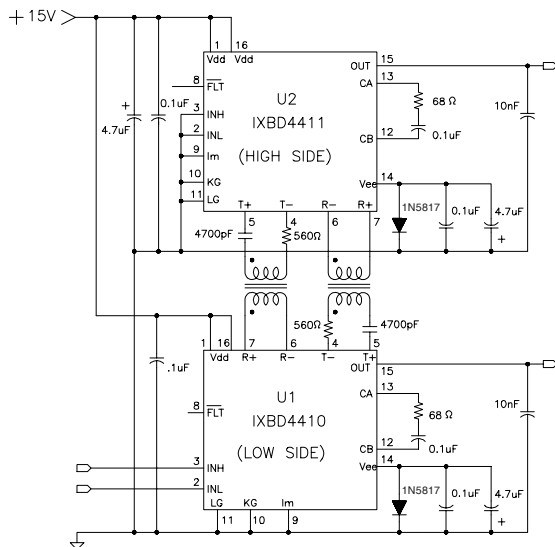 + 15V
1
16
Vdd
Vdd
OUT
15
8
FLT
CA
13
U2
IXBD4411
(HIGH SIDE)
+
4.7uF
0.1uF
3
INH
2
INL
9
Im
10
KG
11
LG
68 Ω
0.1uF
CB
12
10nF
Vee
14
1N5817
0.1uF
4.7uF
+
T+
T-
R-
R+
5
4
6
7
4700pF
560Ω
560Ω
4700pF
.1uF
1
16
7
6
4
5
Vdd
R+
R-
T-
T+
OUT
15
U1
IXBD4410
(LOW SIDE)
8
FLT
CA
13
68 Ω
0.1uF
CB
12
10nF
3
INH
2
INL
Vee
14
1N5817
0.1uF
4.7uF
+
LG
KG
Im
11
10
9